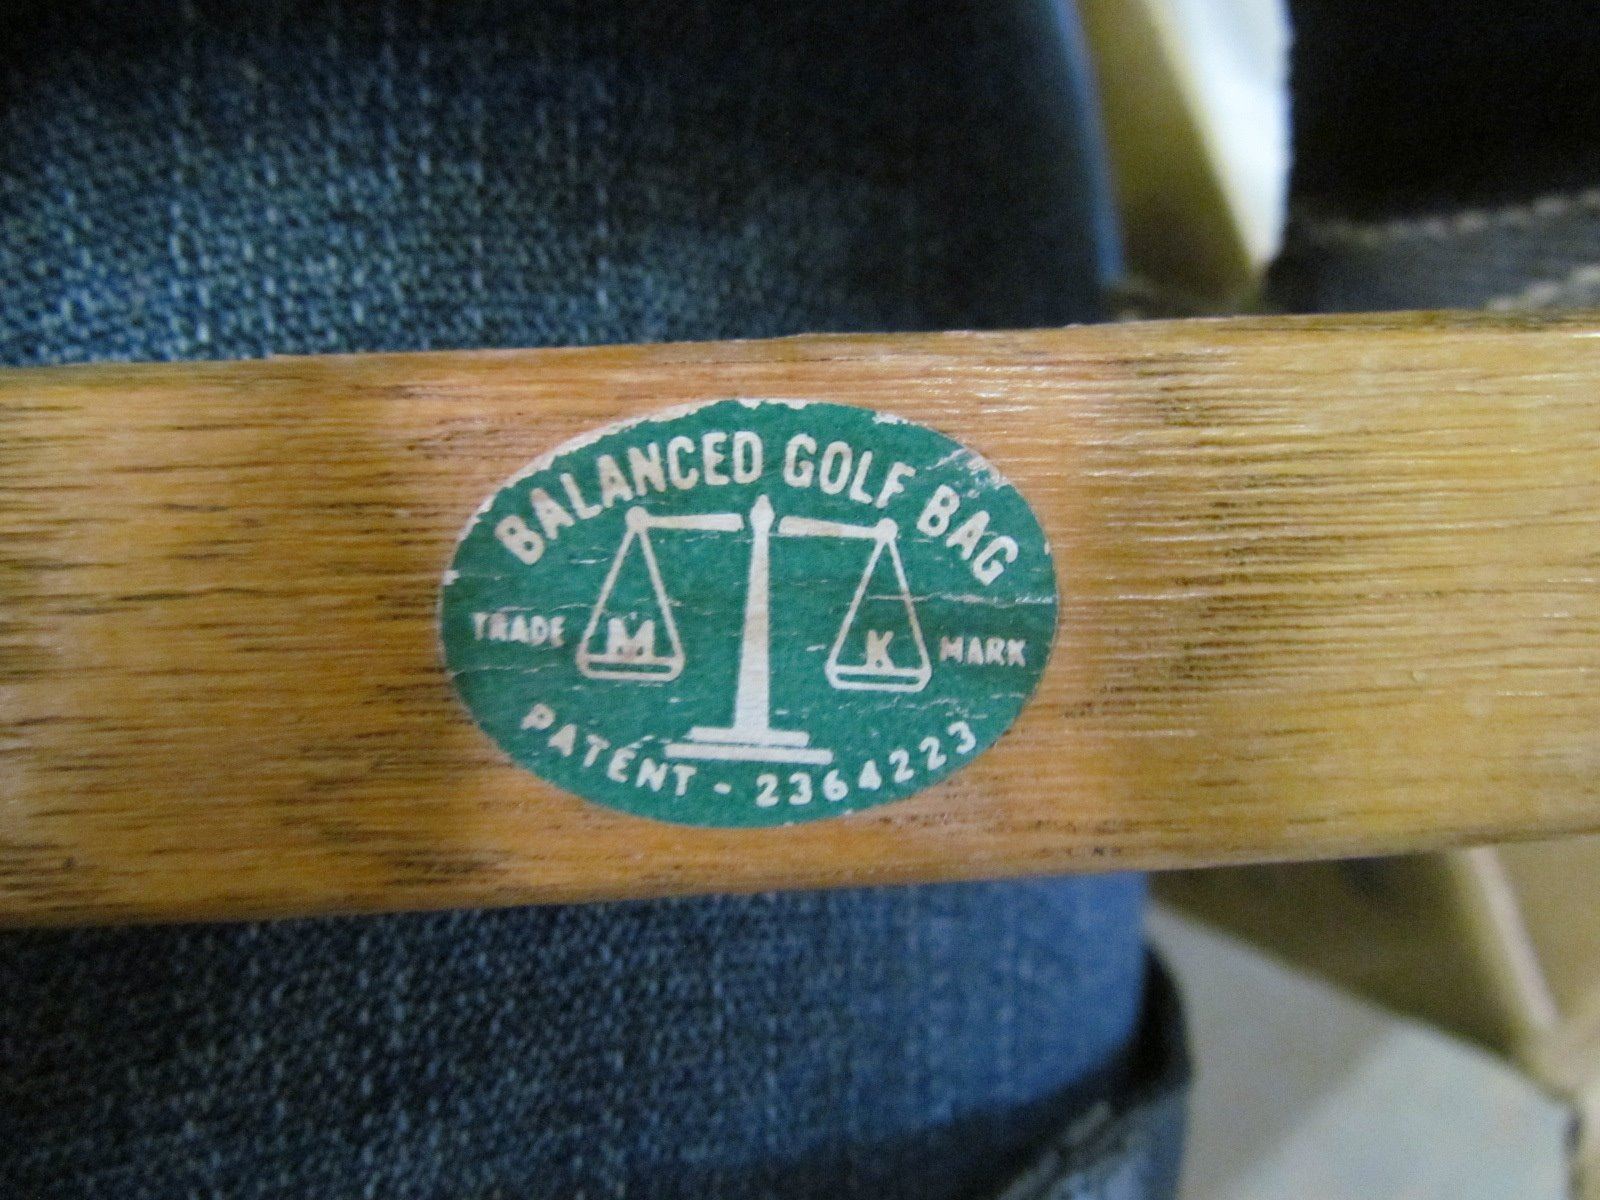 BALANCED GOLF BAG
TRADE M K MARK
PATENT - 2364223